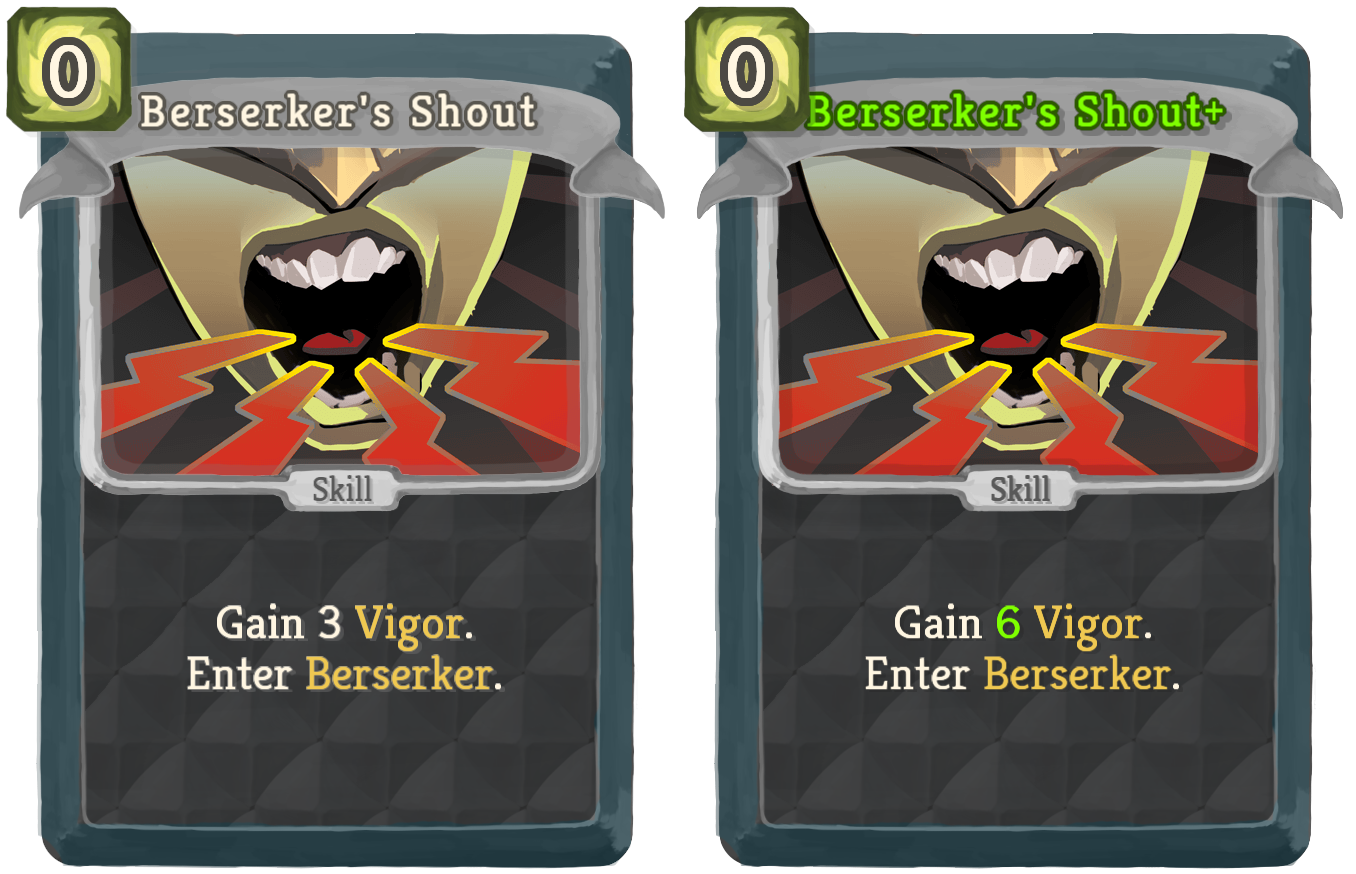 0
Berserker's Shout
Skill
Gain 3 Vigor.
Enter Berserker.
0
Berserker's Shout+
Skill
Gain 6 Vigor.
Enter Berserker.